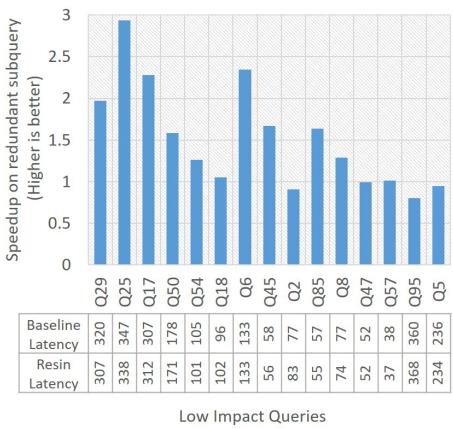 Speedup on redundant subquery
(Higher is better)
3
2.5
2
1.5
1
0.5
0
Q29 Q25 Q17 Q50 Q54 Q18 Q6 Q45 Q2 Q85 Q8 Q47 Q57 Q95 Q5
Baseline
Latency
320 347 307 178 105 96 133 58 77 57 77 52 38 360 236
Resin
Latency
307 338 312 171 101 102 133 56 83 55 74 52 37 368 234
Low Impact Queries